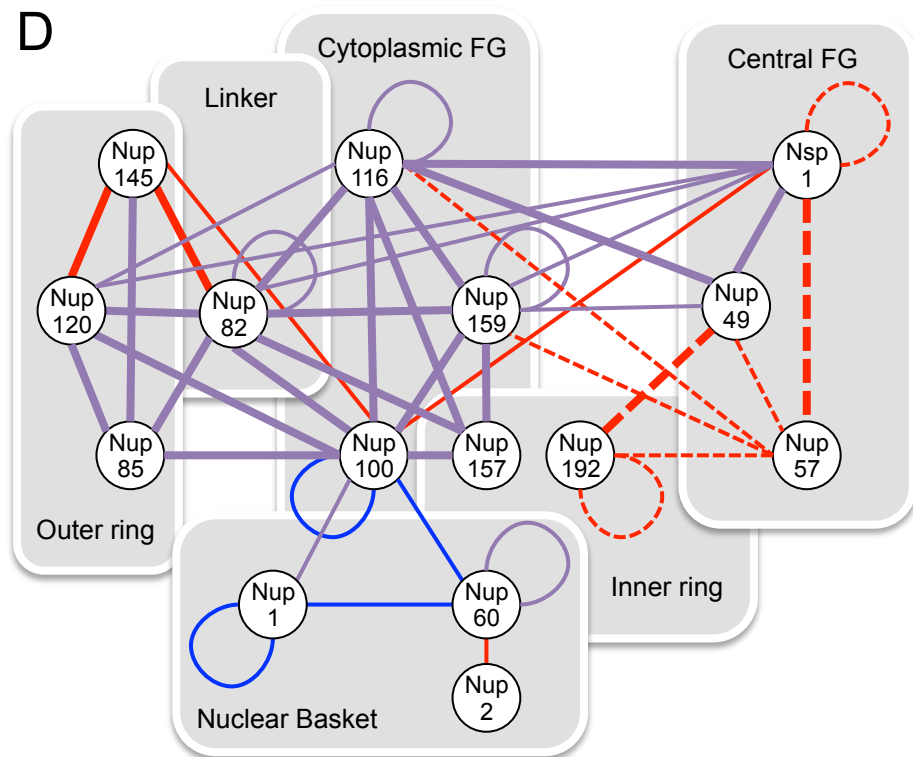 D
Cytoplasmic FG
Central FG
Linker
Nup
145
Nup
116
Nsp
1
Nup
120
Nup
82
Nup
159
Nup
49
Nup
85
Nup
100
Nup
157
Nup
192
Nup
57
Outer ring
Inner ring
Nup
1
Nup
60
Nup
2
Nuclear Basket